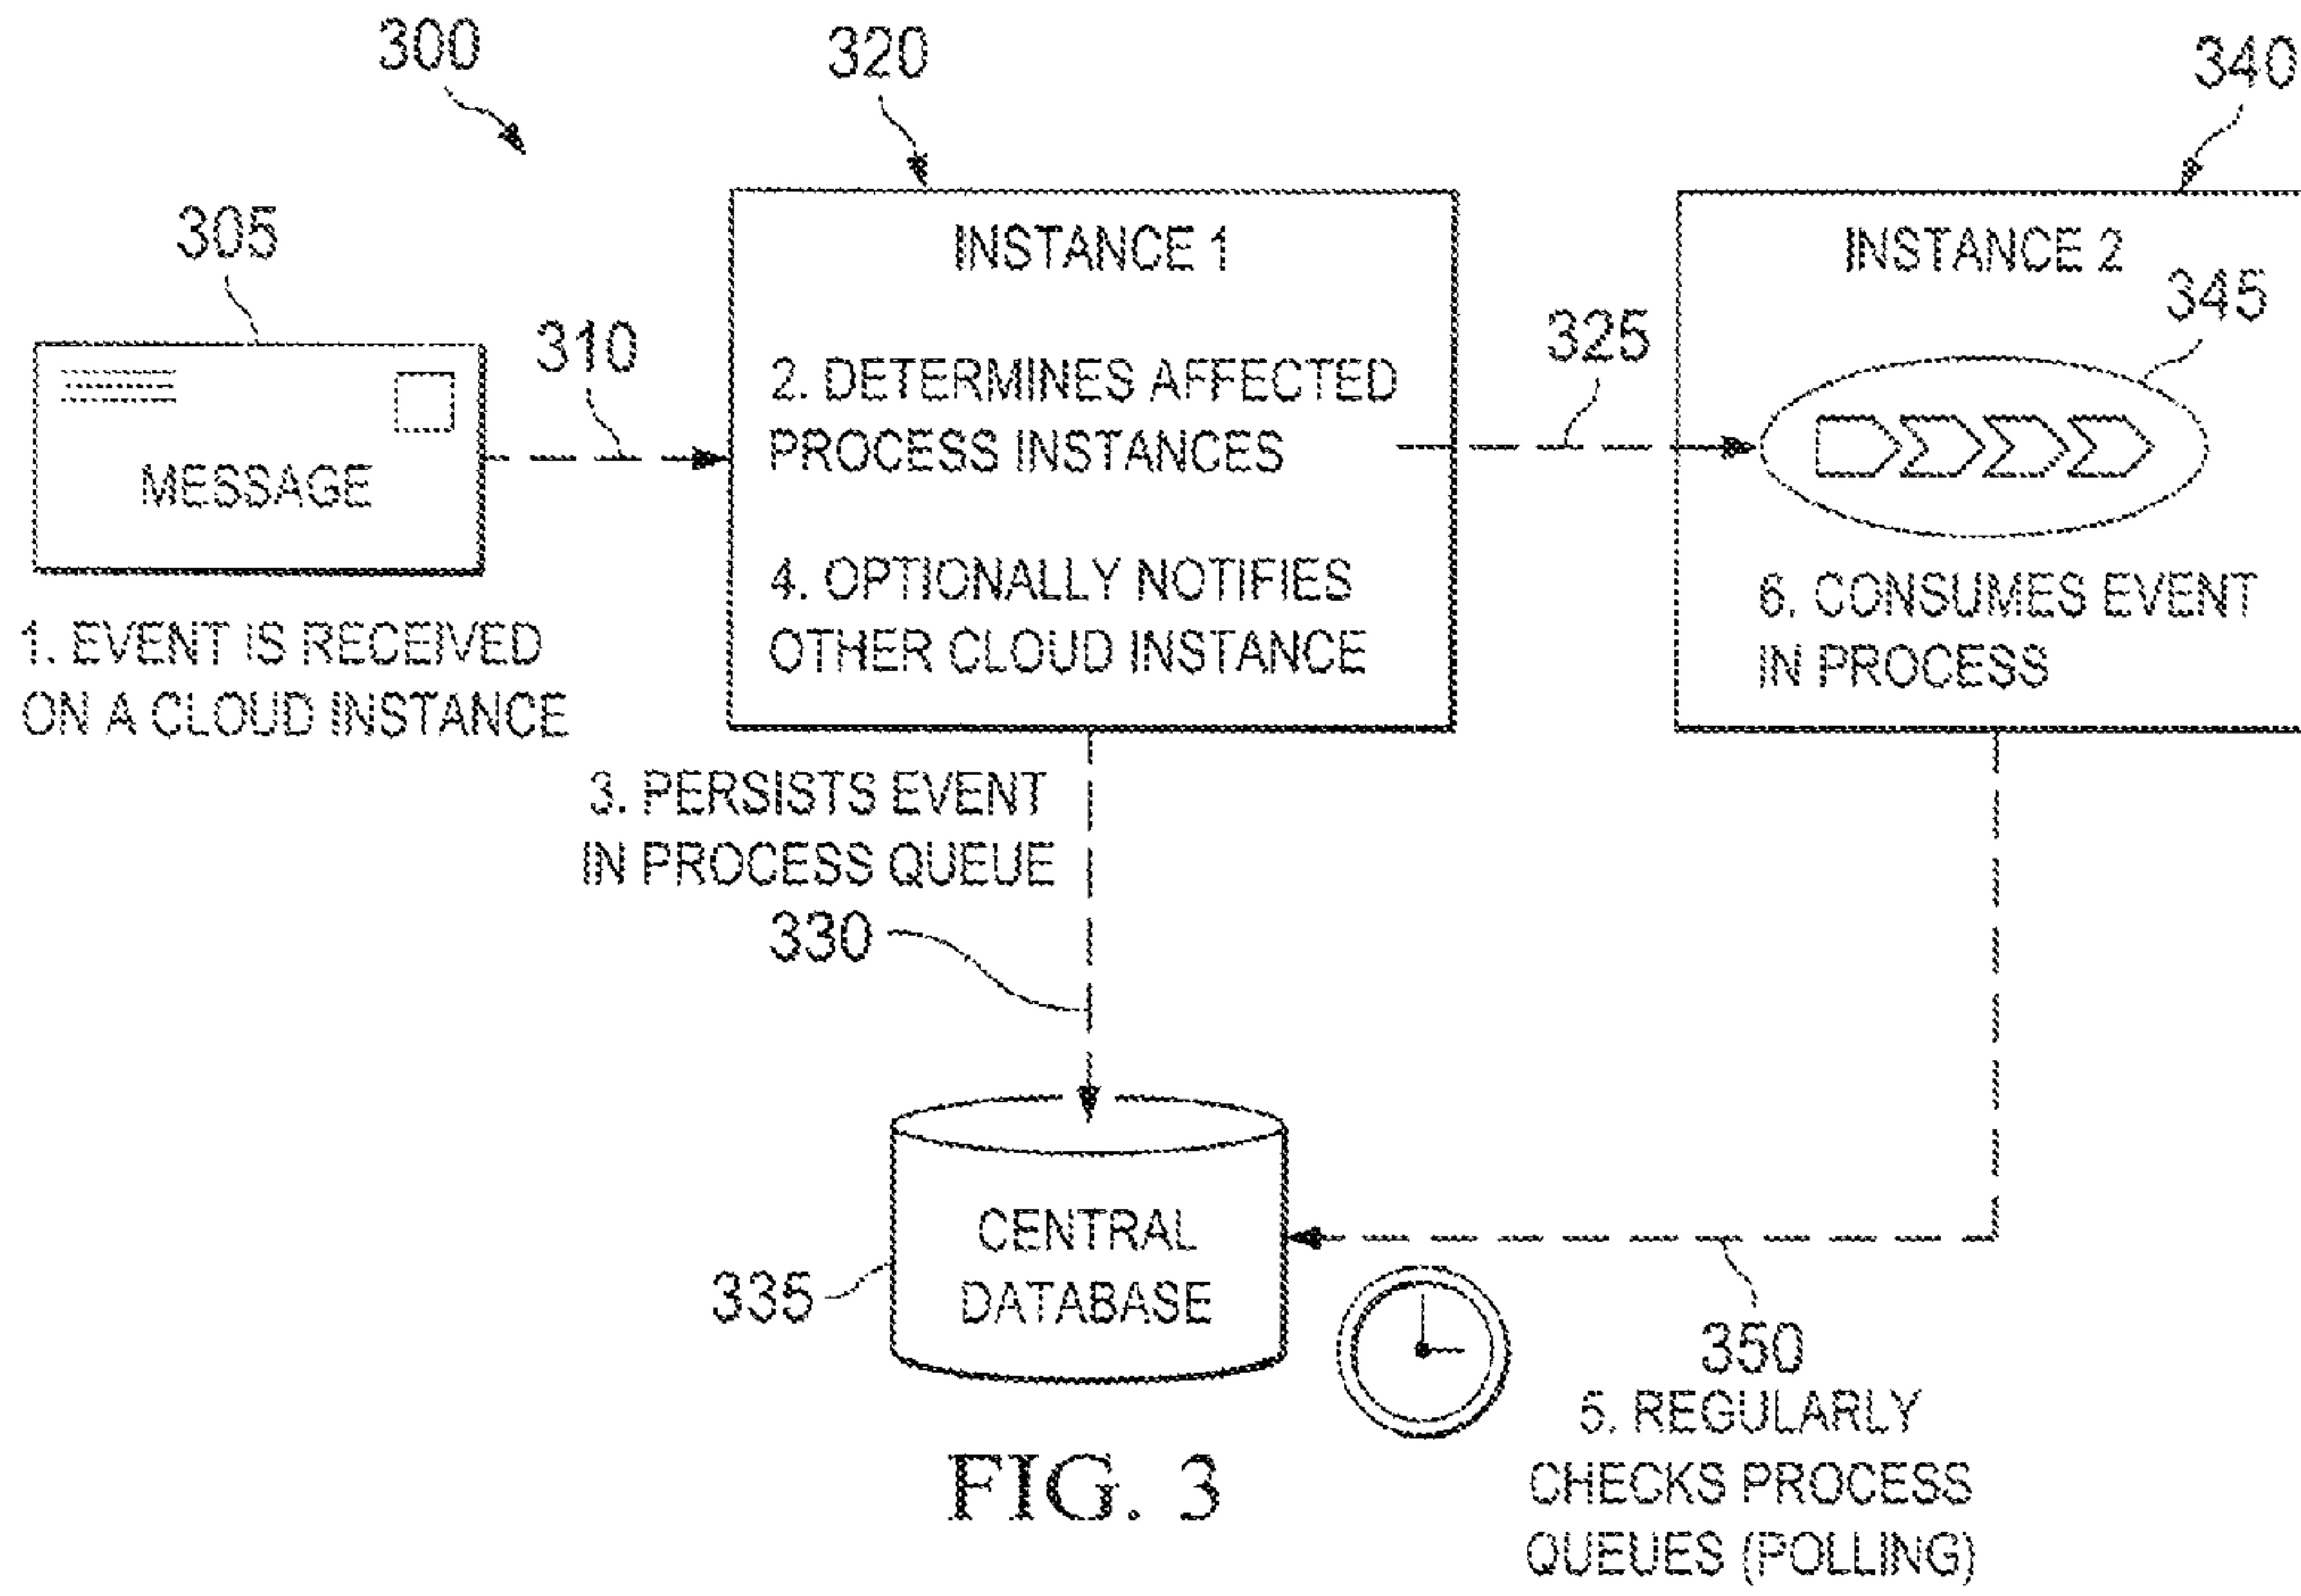 300
320
340
305
MESSAGE
310
1. EVENT IS RECEIVED
ON A CLOUD INSTANCE
INSTANCE 1
2. DETERMINES AFFECTED
PROCESS INSTANCES
4. OPTIONALLY NOTIFIES
OTHER CLOUD INSTANCE
325
INSTANCE 2
345
6. CONSUMES EVENT
IN PROCESS
3. PERSISTS EVENT
IN PROCESS QUEUE
330
CENTRAL
DATABASE
335
350
5. REGULARLY
CHECKS PROCESS
QUEUES (POLLING)
FIG. 3